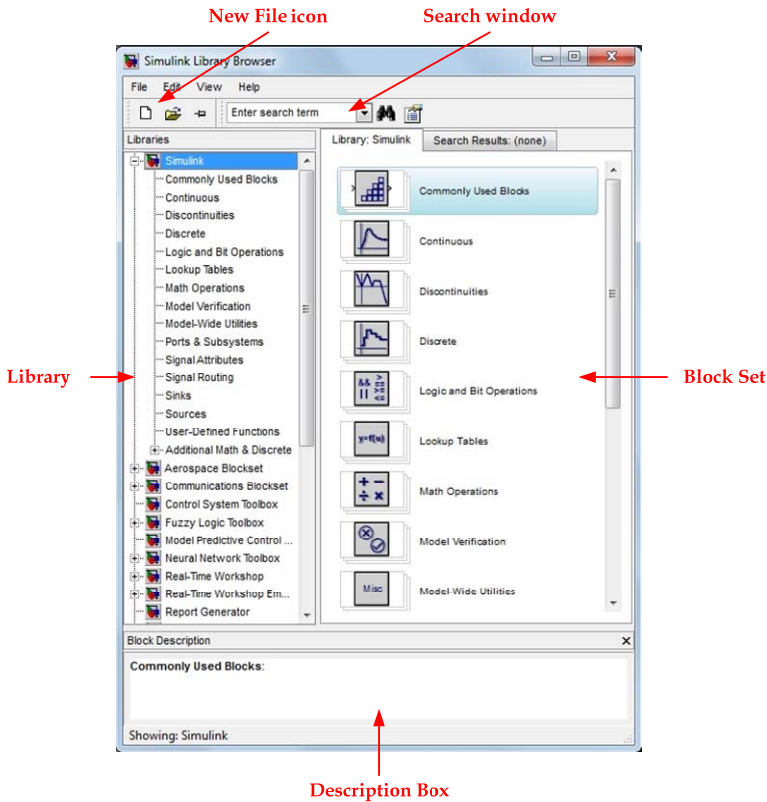 New File icon
Search window
Simulink Library Browser
File Edit View Help
Enter search term
Libraries
Library: Simulink
Search Results: (none)
Simulink
Commonly Used Blocks
Continuous
Discontinuities
Discrete
Logic and Bit Operations
Lookup Tables
Math Operations
Model Verification
Model-Wide Utilities
Ports & Subsystems
Signal Attributes
Signal Routing
Sinks
Sources
User-Defined Functions
Additional Math & Discrete
Aerospace Blockset
Communications Blockset
Control System Toolbox
Fuzzy Logic Toolbox
Model Predictive Control ...
Neural Network Toolbox
Real-Time Workshop
Real-Time Workshop Em...
Report Generator
Commonly Used Blocks
Continuous
Discontinuities
Discrete
&& > ==
|| >= <=
Logic and Bit Operations
y=f(u)
Lookup Tables
+ −
÷ ×
Math Operations
Model Verification
Misc
Model-Wide Utilities
Library
Block Set
Block Description
Commonly Used Blocks:
Showing: Simulink
Description Box